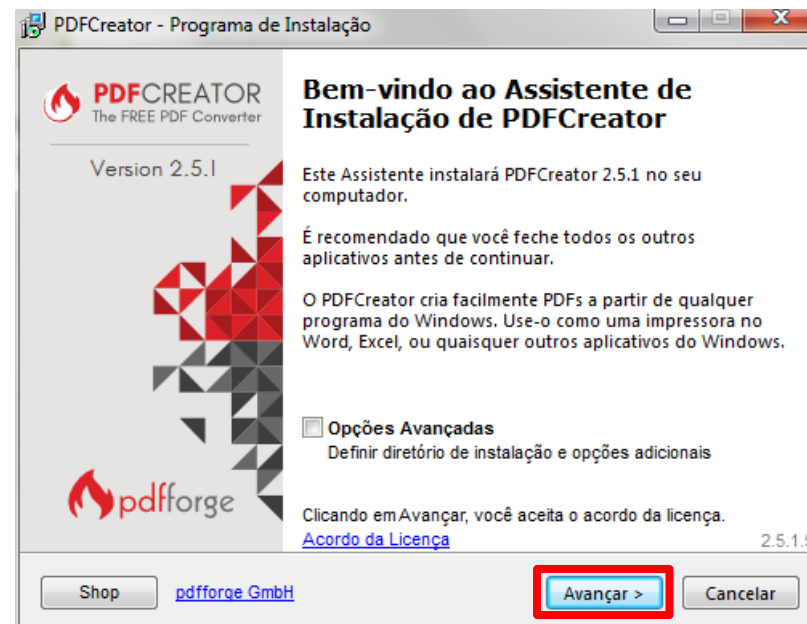 PDFCreator - Programa de Instalação
PDFCREATOR
The FREE PDF Converter
Version 2.5.1
Bem-vindo ao Assistente de
Instalação de PDFCreator
Este Assistente instalará PDFCreator 2.5.1 no seu
computador.
É recomendado que você feche todos os outros
aplicativos antes de continuar.
O PDFCreator cria facilmente PDFs a partir de qualquer
programa do Windows. Use-o como uma impressora no
Word, Excel, ou quaisquer outros aplicativos do Windows.
Opções Avançadas
Definir diretório de instalação e opções adicionais
pdfforge
Clicando em Avançar, você aceita o acordo da licença.
Acordo da Licença
2.5.1.5
Shop
pdfforge GmbH
Avançar >
Cancelar